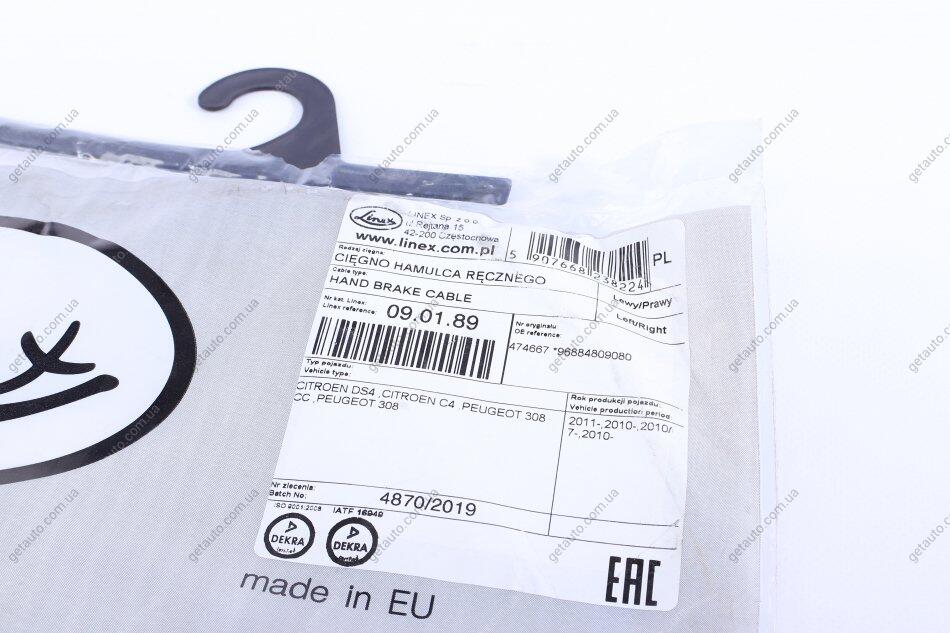 Linex
LINEX Sp. z o.o.
ul. Rejtana 15
42-200 Częstochowa
www.linex.com.pl
5 907668 238224
PL
Rodzaj cięgna:
CIĘGNO HAMULCA RĘCZNEGO
Cable type:
HAND BRAKE CABLE
Lewy/Prawy
Left/Right
Nr kat. Linex:
Linex reference:
09.01.89
Nr oryginału
OE reference:
474667 *96884809080
Typ pojazdu:
Vehicle type:
CITROEN DS4 ,CITROEN C4 ,PEUGEOT 308
CC ,PEUGEOT 308
Rok produkcji pojazdu
Vehicle production period
2011-,2010-,2010/
7-,2010-
Nr zlecenia:
Batch No:
4870/2019
ISO 9001:2008
IATF 16949
DEKRA
DEKRA
EAC
made in EU
getauto.com.ua